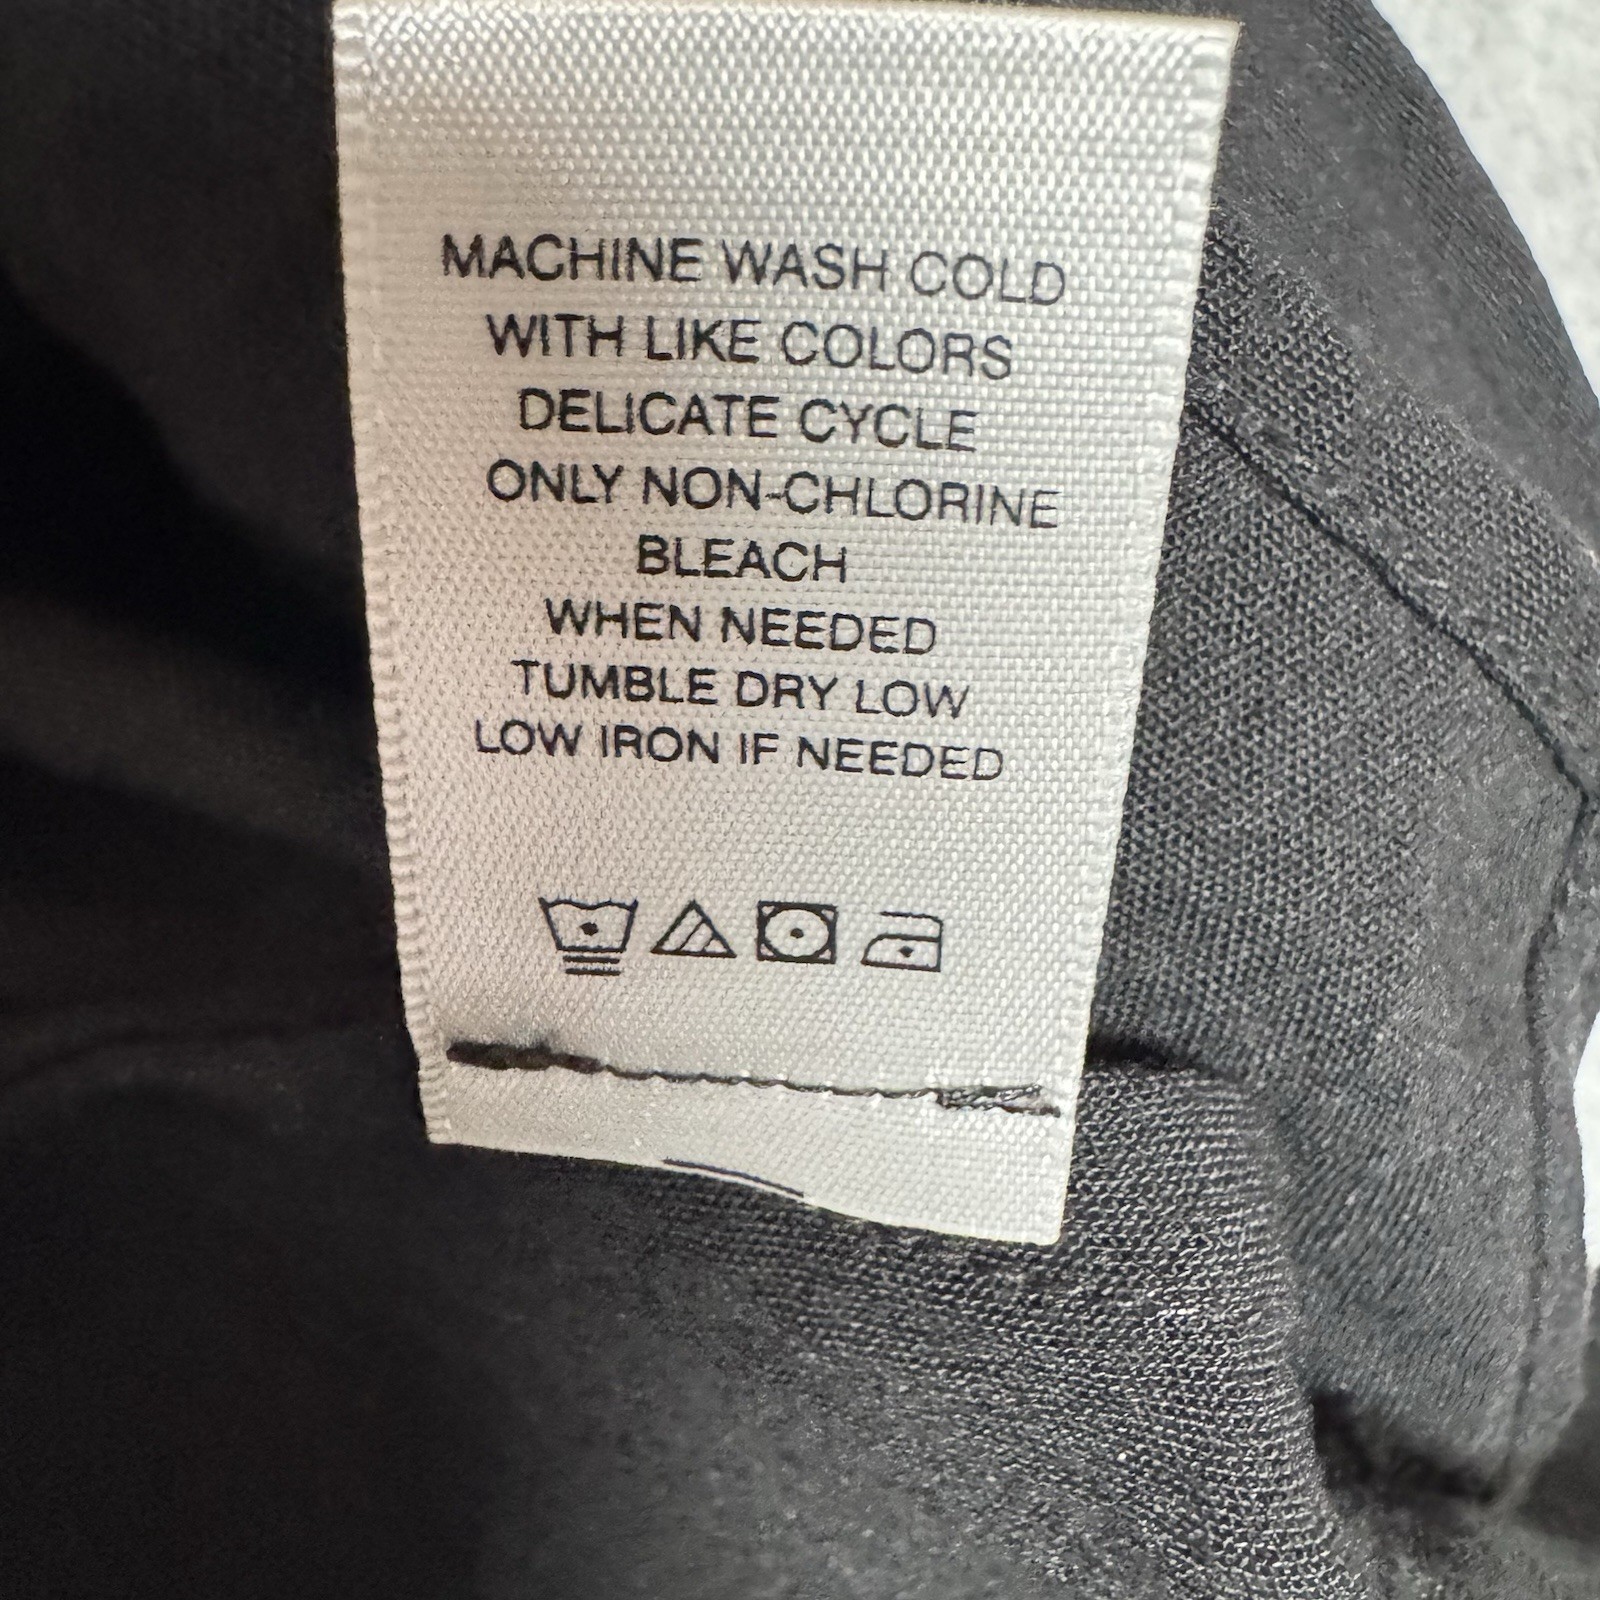 MACHINE WASH COLD
WITH LIKE COLORS
DELICATE CYCLE
ONLY NON-CHLORINE
BLEACH
WHEN NEEDED
TUMBLE DRY LOW
LOW IRON IF NEEDED